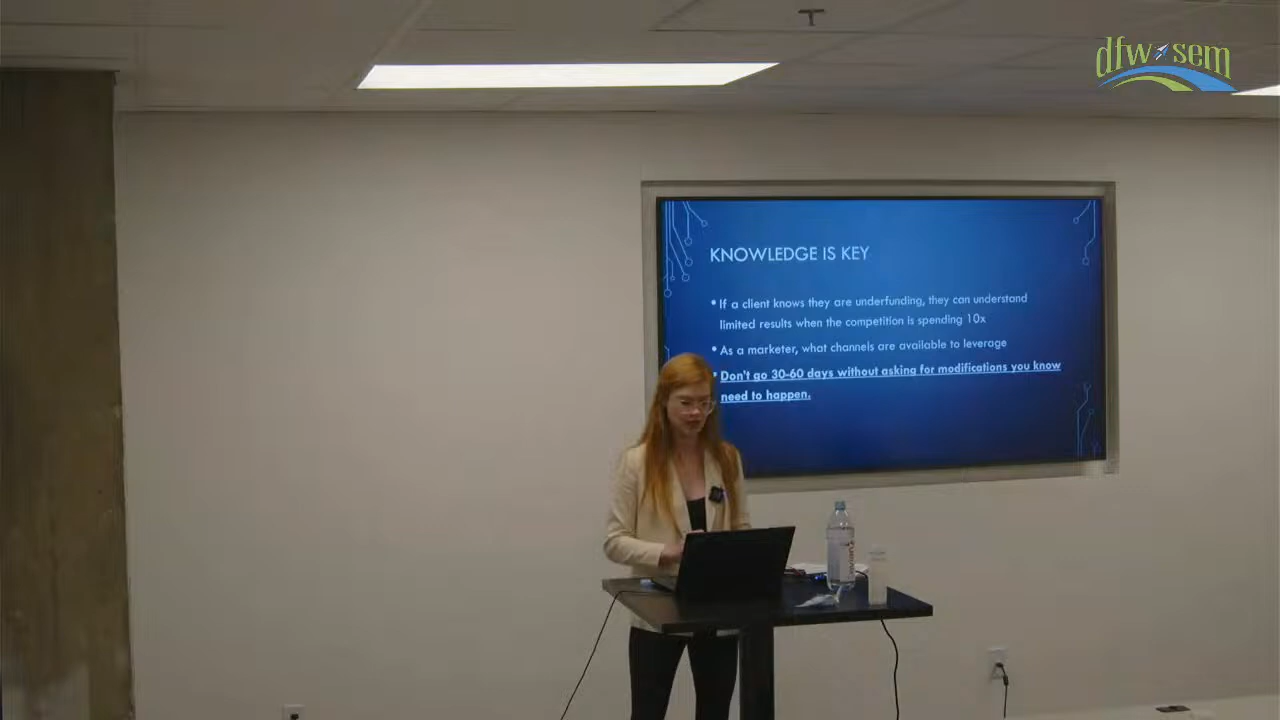 dfw sem
KNOWLEDGE IS KEY
• If a client knows they are underfunding, they can understand
limited results when the competition is spending 10x
• As a marketer, what channels are available to leverage
• Don't go 30-60 days without asking for modifications you know
need to happen.